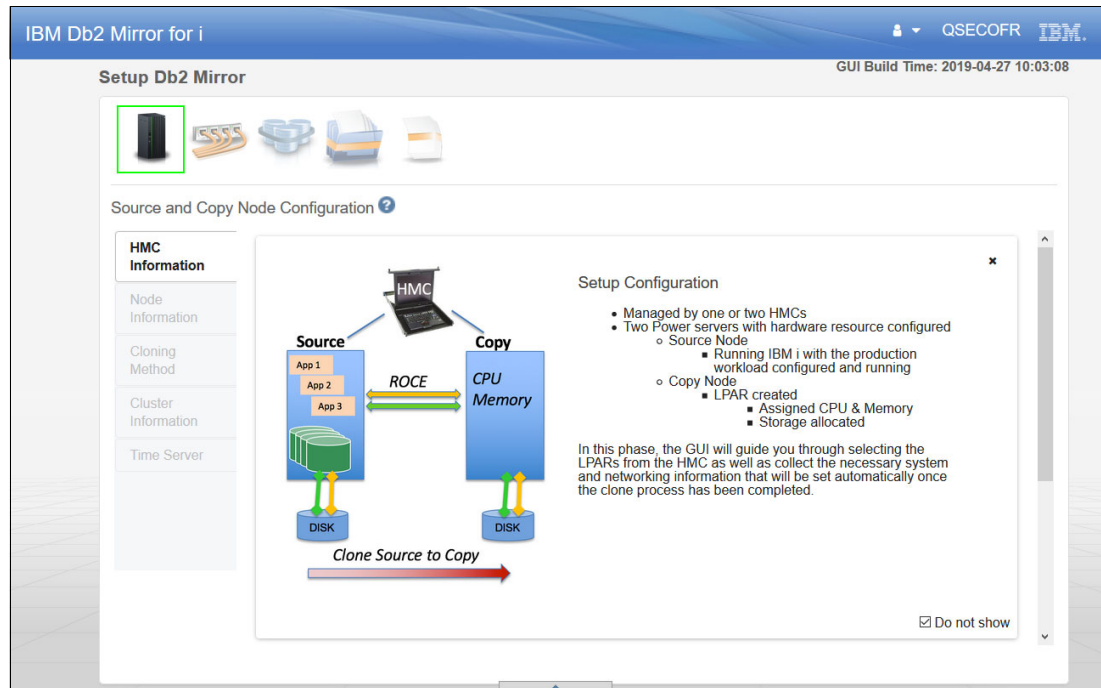 IBM Db2 Mirror for i
QSECOFR
IBM.
GUI Build Time: 2019-04-27 10:03:08
Setup Db2 Mirror
Source and Copy Node Configuration ?
HMC
Information
Node
Information
Cloning
Method
Cluster
Information
Time Server
HMC
Source
Copy
App 1
App 2
App 3
ROCE
CPU
Memory
DISK
DISK
Clone Source to Copy
Setup Configuration
• Managed by one or two HMCs
• Two Power servers with hardware resource configured
Source Node
Running IBM i with the production
workload configured and running
Copy Node
LPAR created
Assigned CPU & Memory
Storage allocated
In this phase, the GUI will guide you through selecting the
LPARs from the HMC as well as collect the necessary system
and networking information that will be set automatically once
the clone process has been completed.
Do not show